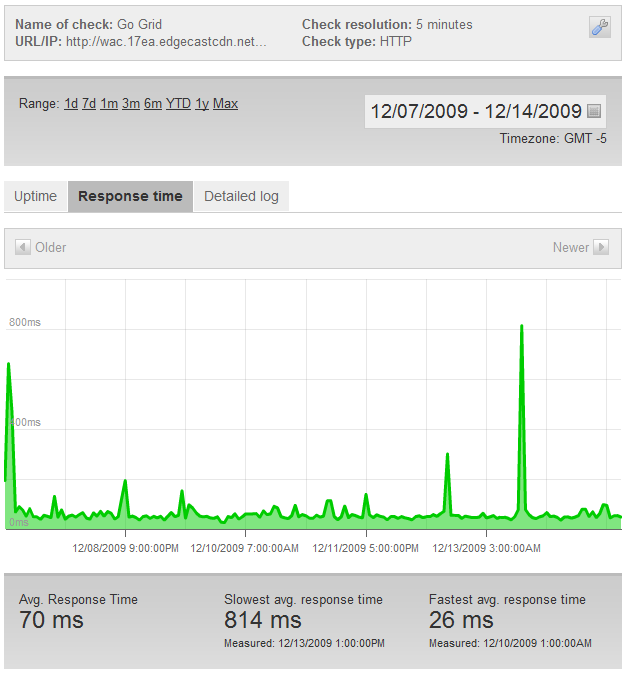 Name of check: Go Grid
URL/IP: http://wac.17ea.edgecastcdn.net...
Check resolution: 5 minutes
Check type: HTTP
Range: 1d 7d 1m 3m 6m YTD 1y Max
12/07/2009 - 12/14/2009
Timezone: GMT -5
Uptime Response time Detailed log
Older Newer
800ms
400ms
0ms
12/08/2009 9:00:00PM 12/10/2009 7:00:00AM 12/11/2009 5:00:00PM 12/13/2009 3:00:00AM
Avg. Response Time
70 ms
Slowest avg. response time
814 ms
Measured: 12/13/2009 1:00:00PM
Fastest avg. response time
26 ms
Measured: 12/10/2009 1:00:00AM